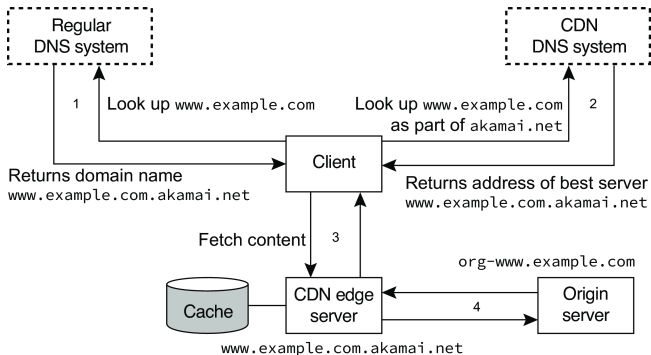 Regular
DNS system
CDN
DNS system
1
Look up www.example.com
Look up www.example.com
as part of akamai.net
2
Client
Returns domain name
www.example.com.akamai.net
Returns address of best server
www.example.com.akamai.net
Fetch content
3
org-www.example.com
Cache
CDN edge
server
4
Origin
server
www.example.com.akamai.net